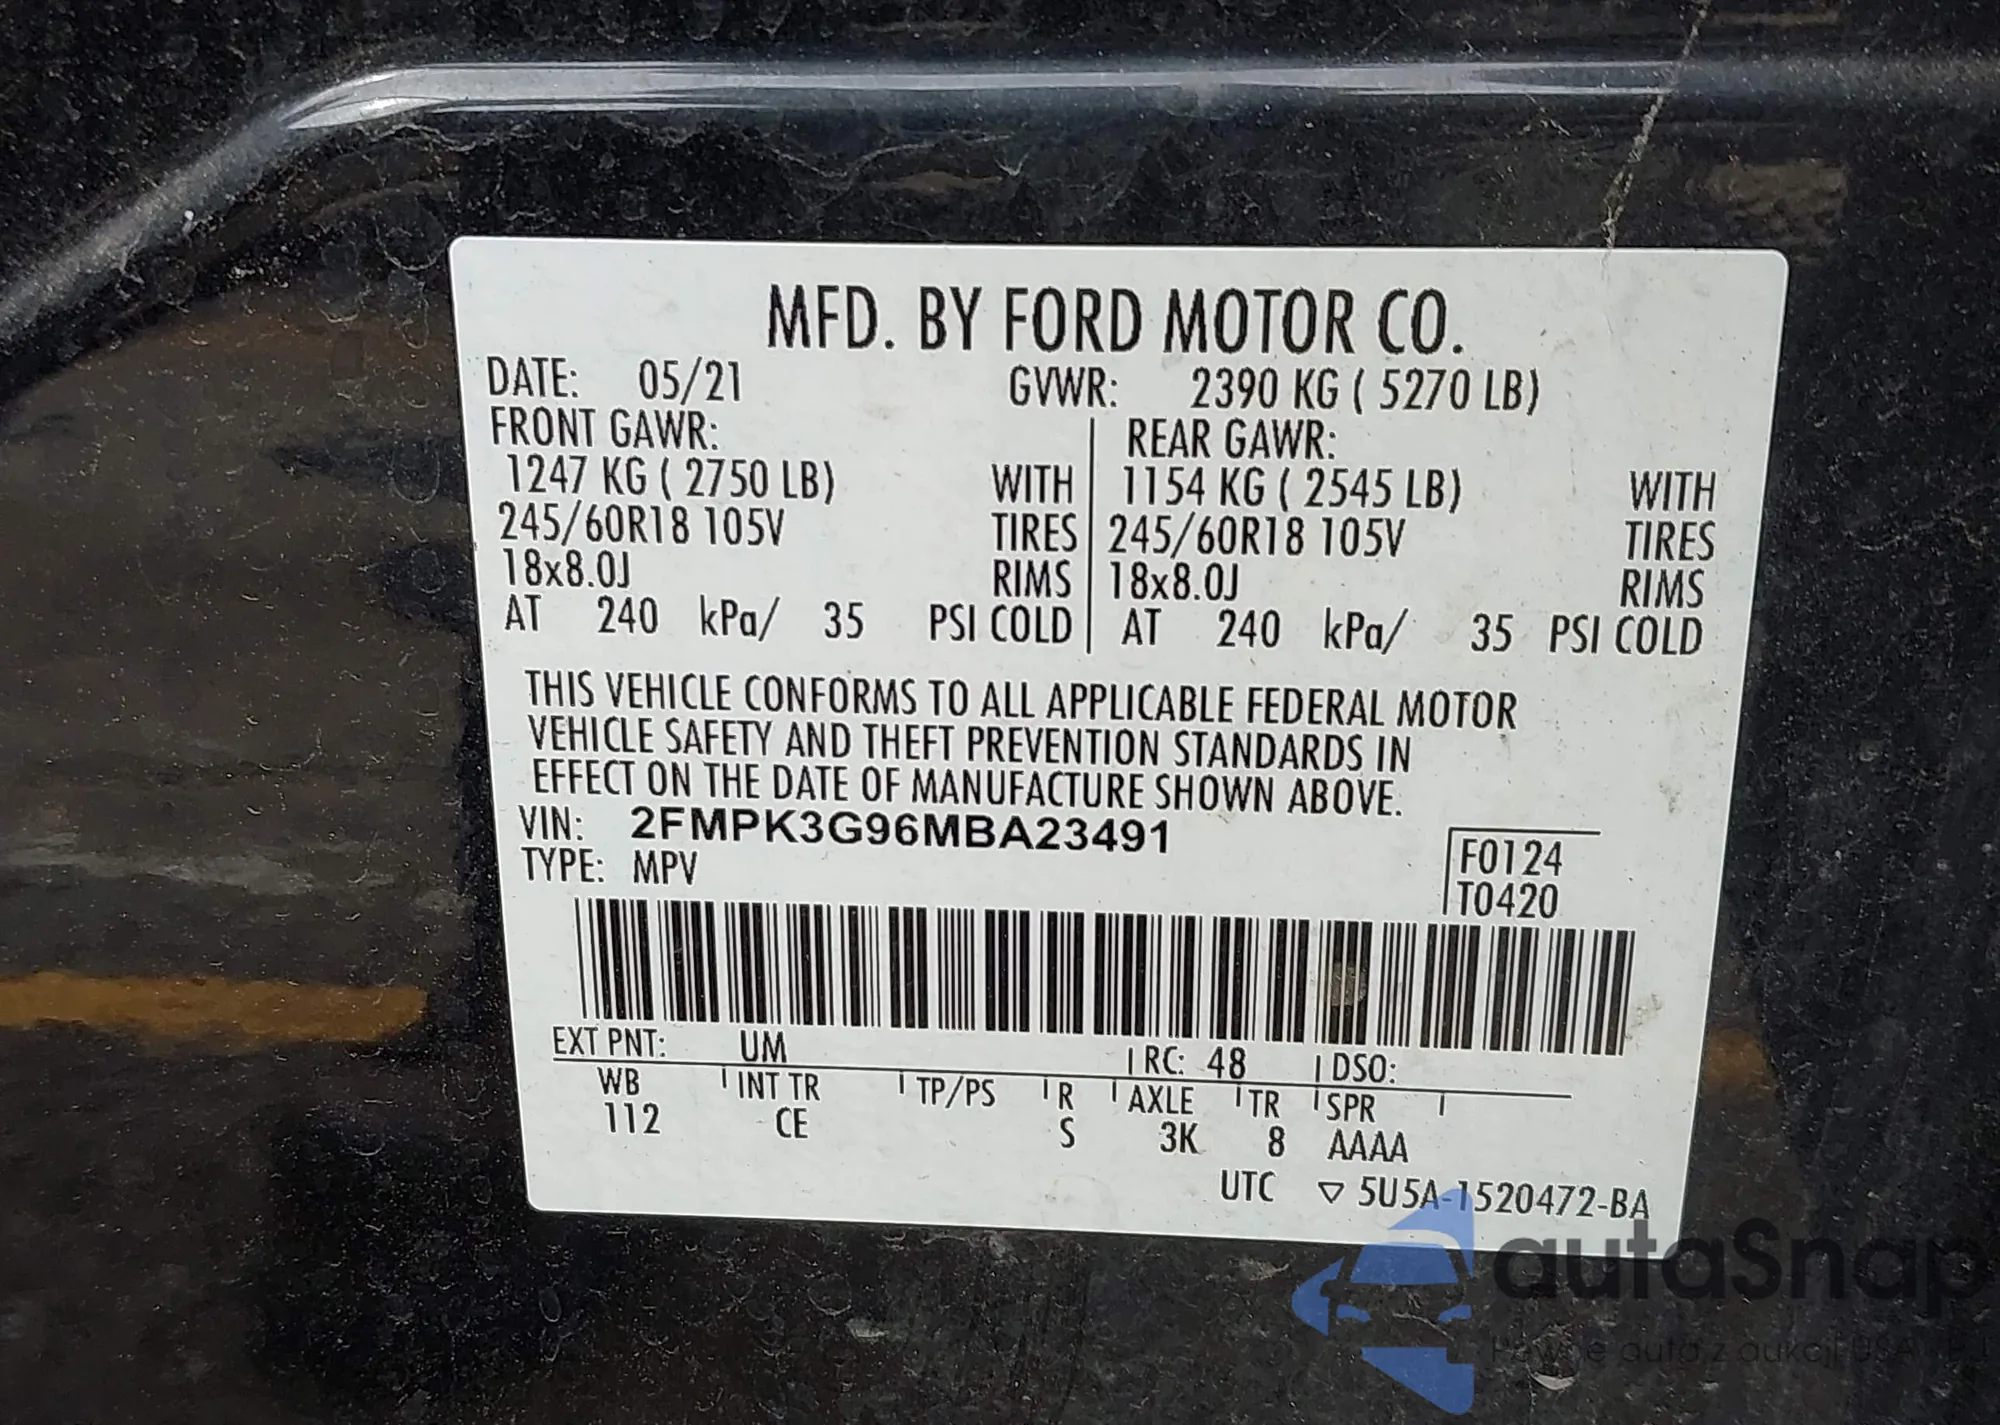 MFD. BY FORD MOTOR CO.
DATE: 05/21 GVWR: 2390 KG ( 5270 LB)
FRONT GAWR: REAR GAWR:
1247 KG ( 2750 LB) WITH 1154 KG ( 2545 LB) WITH
245/60R18 105V TIRES 245/60R18 105V TIRES
18x8.0J RIMS 18x8.0J RIMS
AT 240 kPa/ 35 PSI COLD AT 240 kPa/ 35 PSI COLD
THIS VEHICLE CONFORMS TO ALL APPLICABLE FEDERAL MOTOR
VEHICLE SAFETY AND THEFT PREVENTION STANDARDS IN
EFFECT ON THE DATE OF MANUFACTURE SHOWN ABOVE.
VIN: 2FMPK3G96MBA23491
TYPE: MPV
F0124
T0420
EXT PNT: UM RC: 48 DSO:
WB INT TR TP/PS R AXLE TR SPR
112 CE S 3K 8 AAAA
UTC ▽ 5U5A-1520472-BA
autaSnap
Pewne auta z aukcji USA